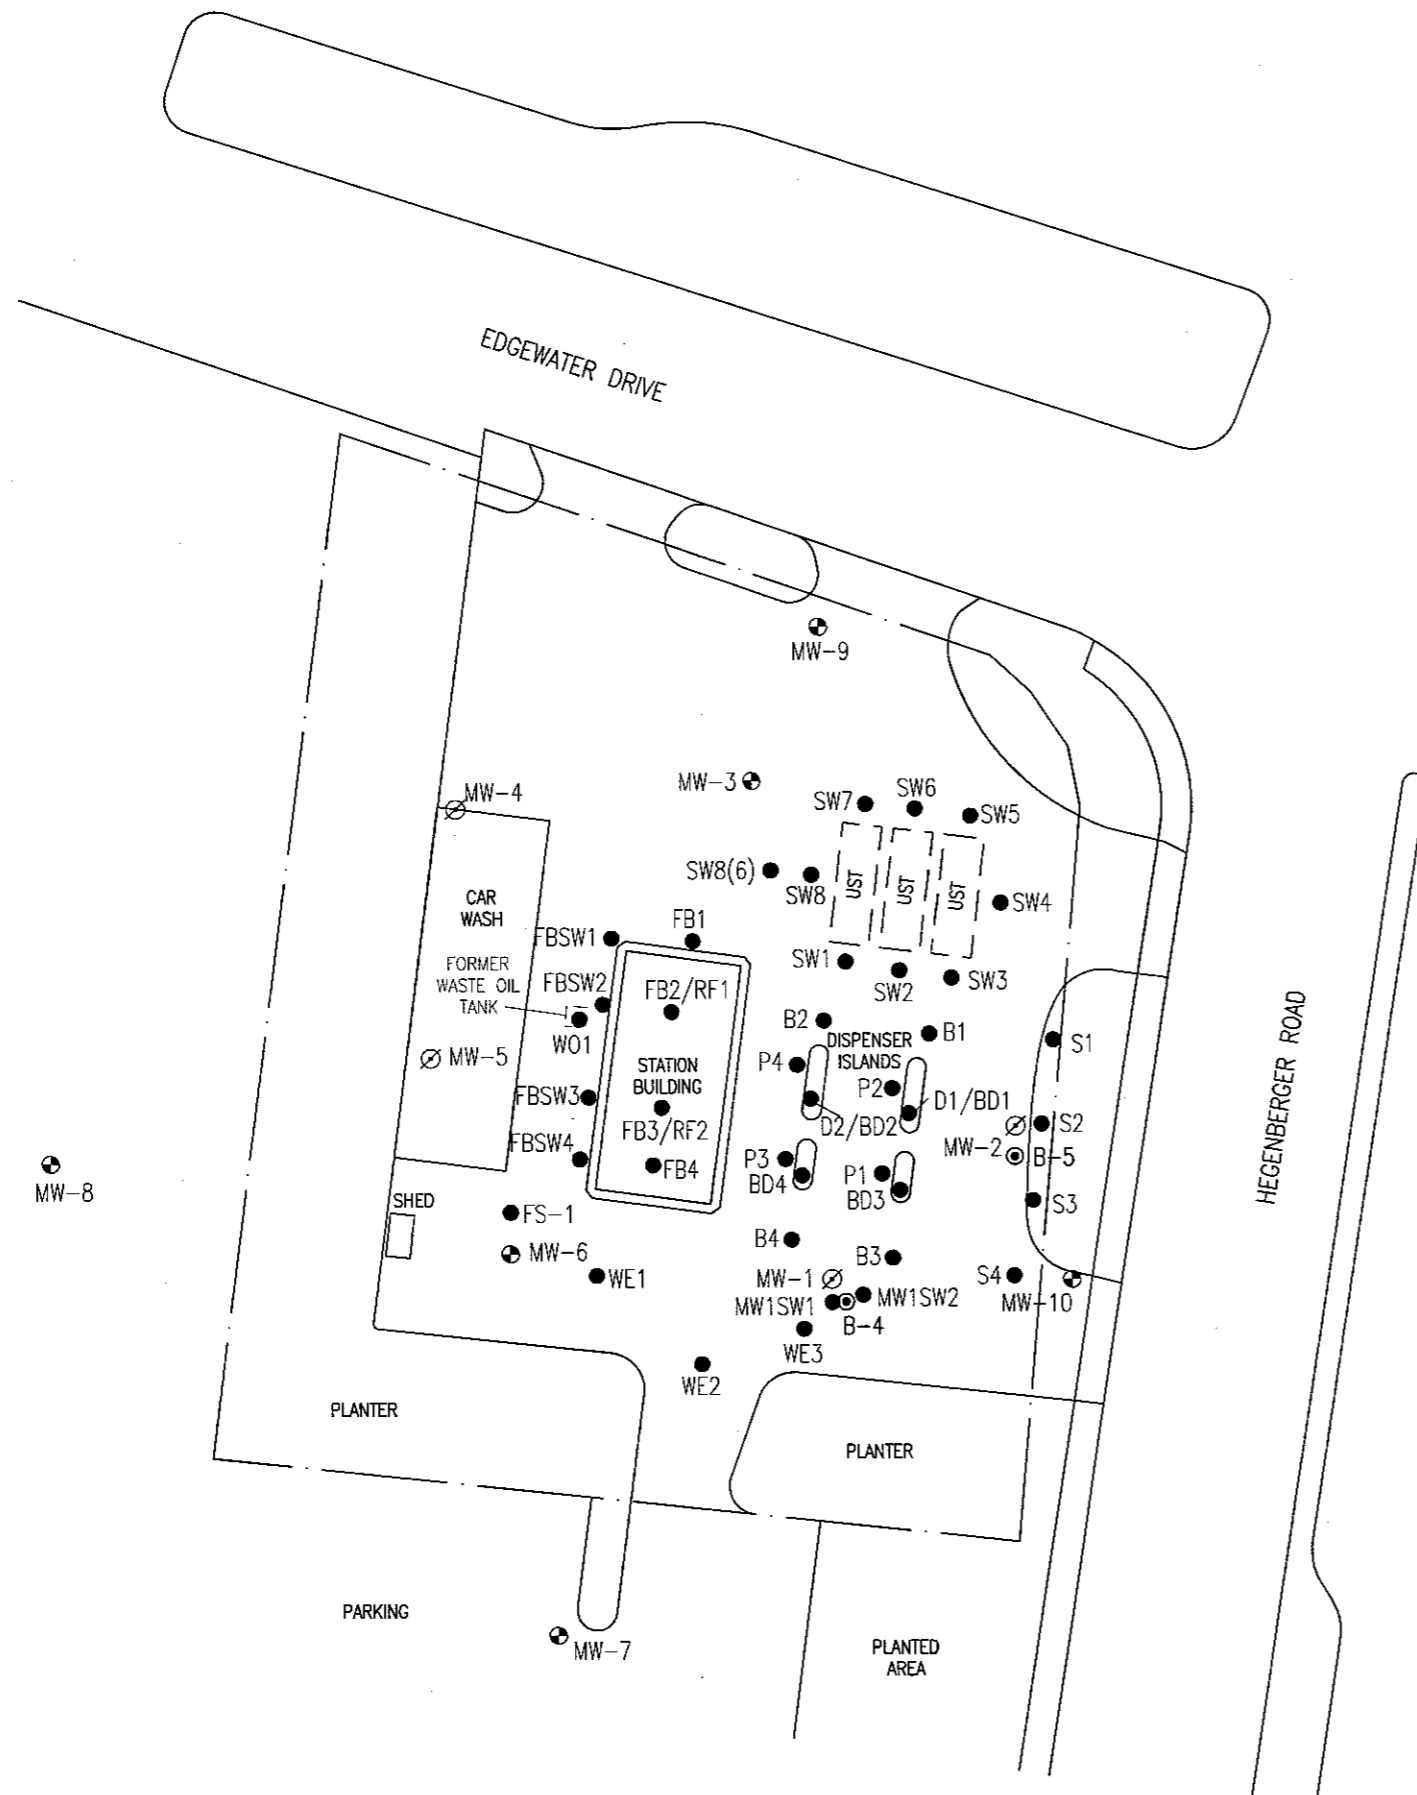 EDGEWATER DRIVE
MW-9
MW-3
MW-4
SW7
SW6
SW5
SW8(6)
SW8
UST
UST
UST
SW4
CAR
WASH
FB1
FBSW1
SW1
SW2
SW3
FORMER
WASTE OIL
TANK
FBSW2
FB2/RF1
WO1
B2
B1
DISPENSER
ISLANDS
S1
HEGENBERGER ROAD
MW-5
STATION
BUILDING
P4
P2
D1/BD1
FBSW3
FB3/RF2
D2/BD2
S2
MW-2
B-5
FBSW4
FB4
P3
BD4
P1
BD3
MW-8
SHED
FS-1
S3
MW-6
B4
B3
WE1
MW-1
S4
MW-10
MW1SW1
MW1SW2
B-4
WE3
WE2
PLANTER
PLANTER
PARKING
MW-7
PLANTED
AREA